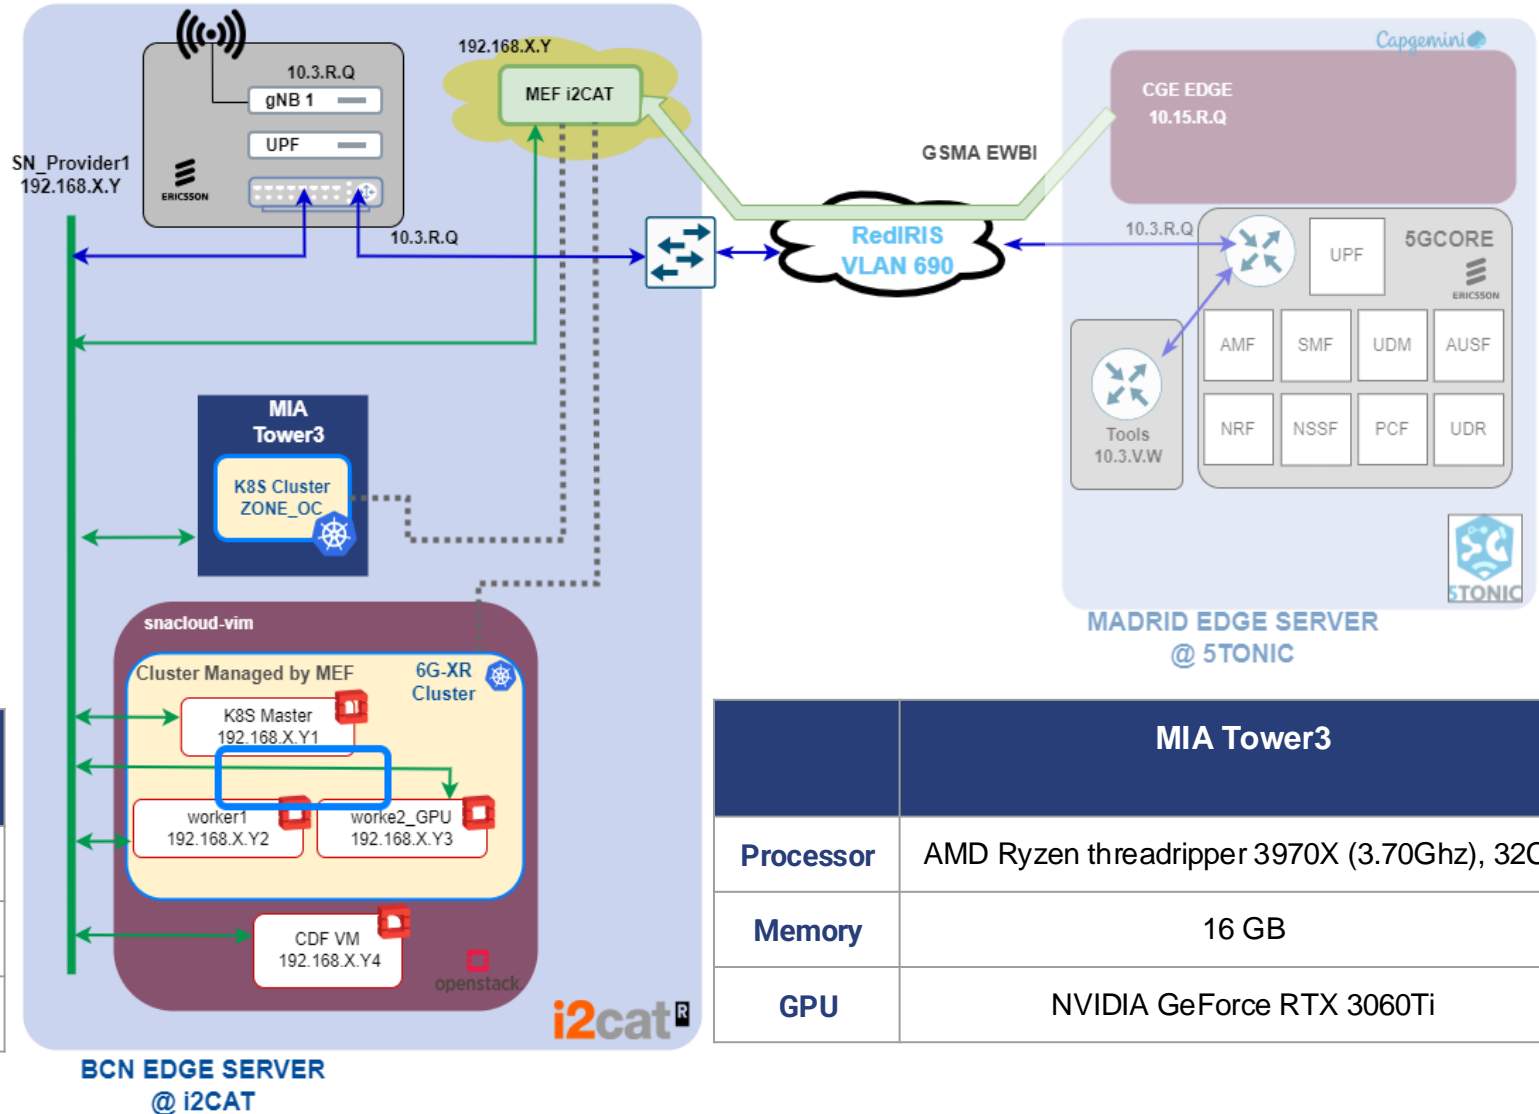 192.168.X.Y
MEF i2CAT
10.3.R.Q
gNB 1
UPF
ERICSSON
SN_Provider1
192.168.X.Y
10.3.R.Q
MIA
Tower3
K8S Cluster
ZONE_OC
snacloud-vim
Cluster Managed by MEF
6G-XR
Cluster
K8S Master
192.168.X.Y1
worker1
192.168.X.Y2
worke2_GPU
192.168.X.Y3
CDF VM
192.168.X.Y4
openstack
i2cat R
BCN EDGE SERVER
@ i2CAT
GSMA EWBI
RedIRIS
VLAN 690
Capgemini
CGE EDGE
10.15.R.Q
10.3.R.Q
UPF
5GCORE
ERICSSON
AMF
SMF
UDM
AUSF
NRF
NSSF
PCF
UDR
Tools
10.3.V.W
5G
5TONIC
MADRID EDGE SERVER
@ 5TONIC
MIA Tower3
Processor
AMD Ryzen threadripper 3970X (3.70Ghz), 32C
Memory
16 GB
GPU
NVIDIA GeForce RTX 3060Ti